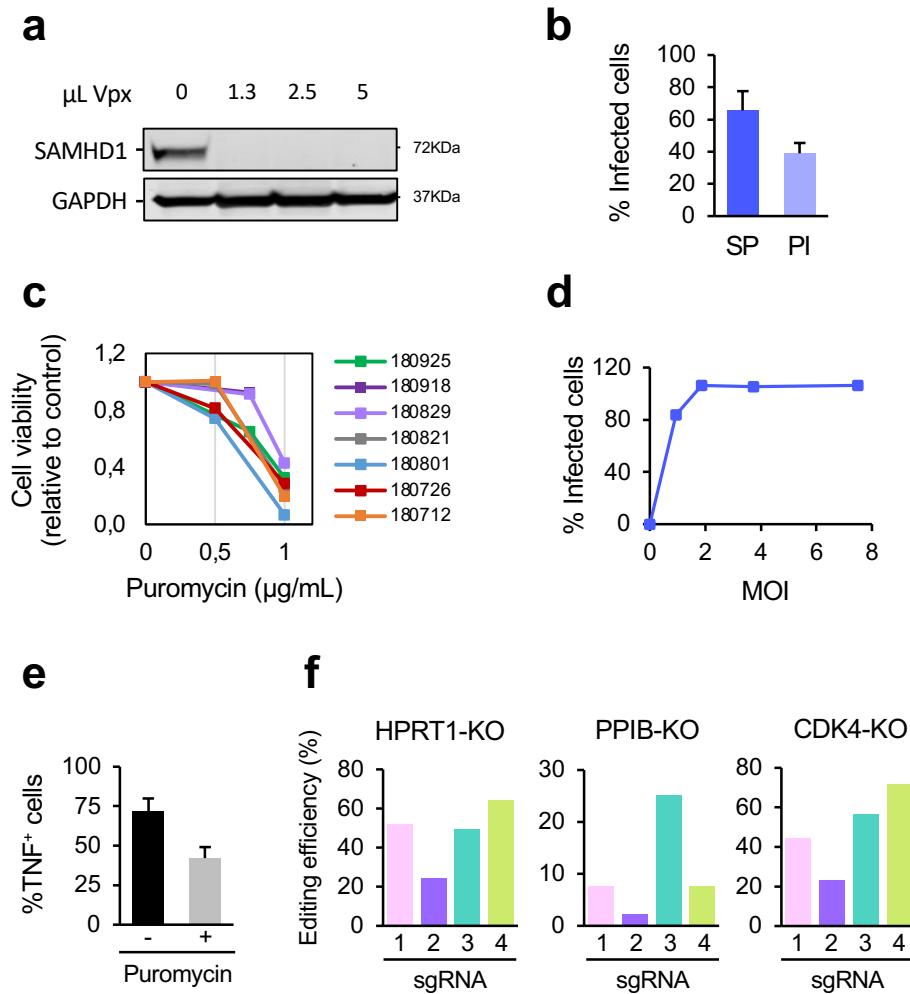 a
µL Vpx 0 1.3 2.5 5
SAMHD1 72KDa
GAPDH 37KDa
b
% Infected cells
100
80
60
40
20
0
SP PI
c
Cell viability
(relative to control)
1,2
0,8
0,4
0,0
0 0,5 1
Puromycin (µg/mL)
180925
180918
180829
180821
180801
180726
180712
d
% Infected cells
120
80
40
0
0 2 4 6 8
MOI
e
%TNF⁺ cells
100
75
50
25
0
- +
Puromycin
f
Editing efficiency (%)
HPRT1-KO
80
60
40
20
0
1 2 3 4
sgRNA
PPIB-KO
30
20
10
0
1 2 3 4
sgRNA
CDK4-KO
80
60
40
20
0
1 2 3 4
sgRNA